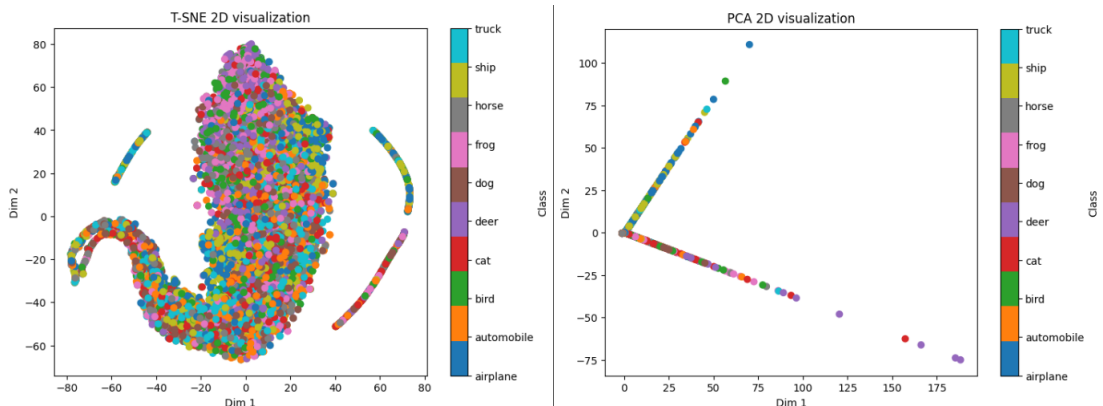 T-SNE 2D visualization
80
60
40
20
0
−20
−40
−60
Dim 2
−80
−60
−40
−20
0
20
40
60
80
Dim 1
truck
ship
horse
frog
dog
deer
cat
bird
automobile
airplane
Class
PCA 2D visualization
100
75
50
25
0
−25
−50
−75
Dim 2
0
25
50
75
100
125
150
175
Dim 1
truck
ship
horse
frog
dog
deer
cat
bird
automobile
airplane
Class